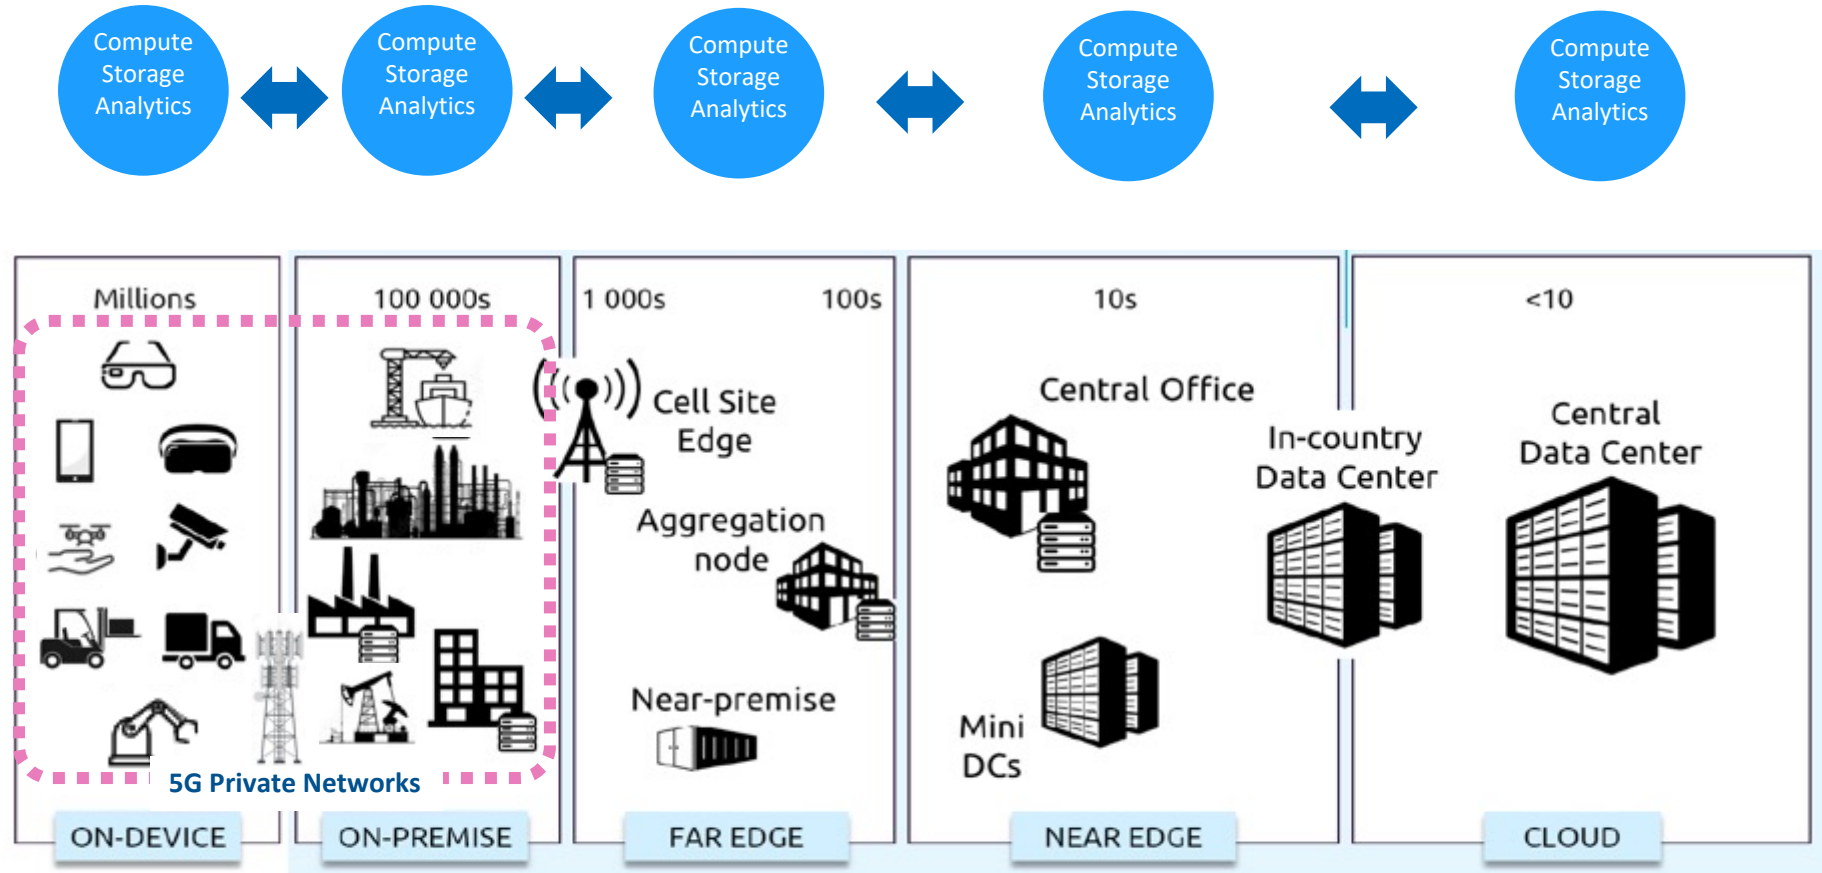 Compute
Storage
Analytics
Compute
Storage
Analytics
Compute
Storage
Analytics
Compute
Storage
Analytics
Compute
Storage
Analytics
Millions
100 000s
1 000s
100s
10s
<10
Cell Site
Edge
Aggregation
node
Near-premise
Central Office
Mini
DCs
In-country
Data Center
Central
Data Center
5G Private Networks
ON-DEVICE
ON-PREMISE
FAR EDGE
NEAR EDGE
CLOUD